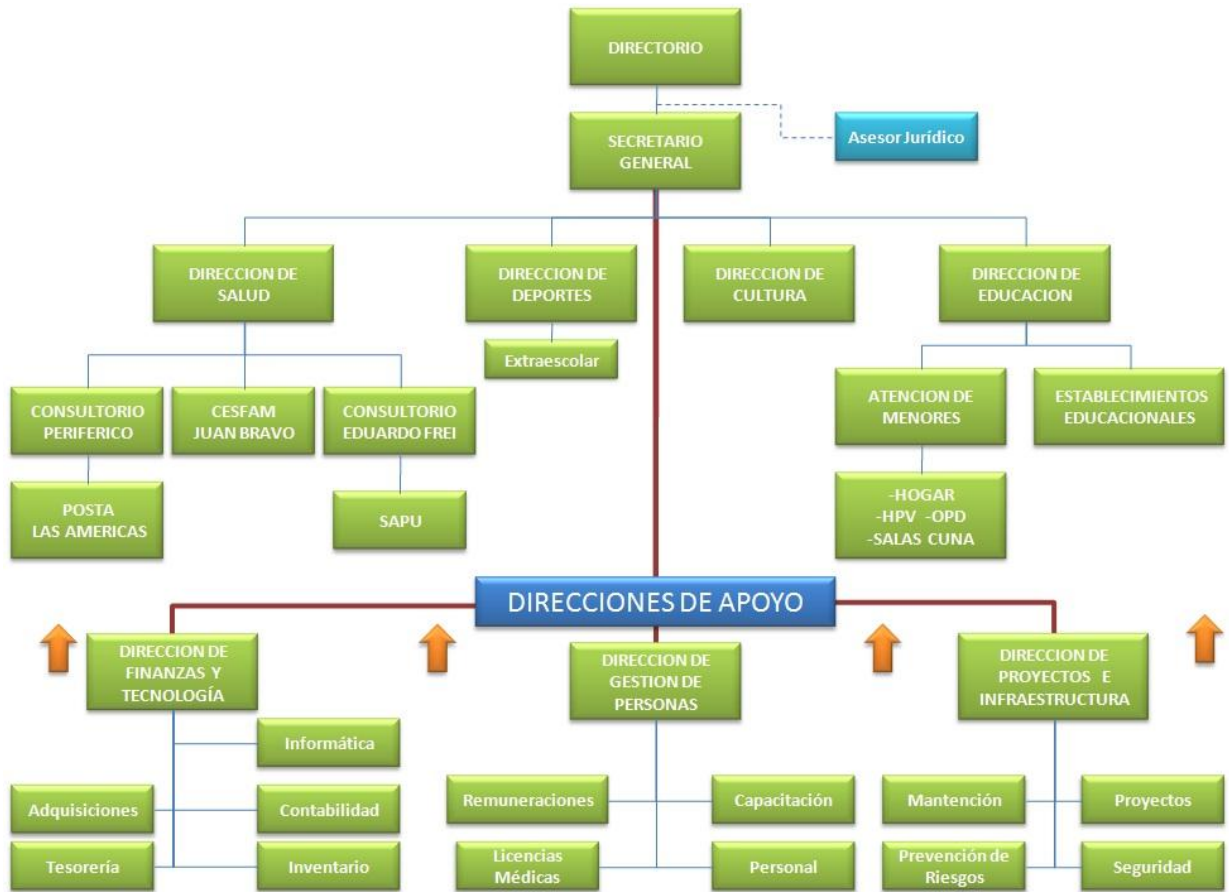 DIRECTORIO
SECRETARIO
GENERAL
Asesor Jurídico
DIRECCION DE
SALUD
DIRECCION DE
DEPORTES
DIRECCION DE
CULTURA
DIRECCION DE
EDUCACION
Extraescolar
CONSULTORIO
PERIFERICO
CESFAM
JUAN BRAVO
CONSULTORIO
EDUARDO FREI
ATENCION DE
MENORES
ESTABLECIMIENTOS
EDUCACIONALES
POSTA
LAS AMERICAS
SAPU
-HOGAR
-HPV -OPD
-SALAS CUNA
DIRECCIONES DE APOYO
DIRECCION DE
FINANZAS Y
TECNOLOGÍA
DIRECCION DE
GESTION DE
PERSONAS
DIRECCION DE
PROYECTOS E
INFRAESTRUCTURA
Informática
Adquisiciones
Contabilidad
Tesorería
Inventario
Remuneraciones
Capacitación
Licencias
Médicas
Personal
Mantención
Proyectos
Prevención de
Riesgos
Seguridad